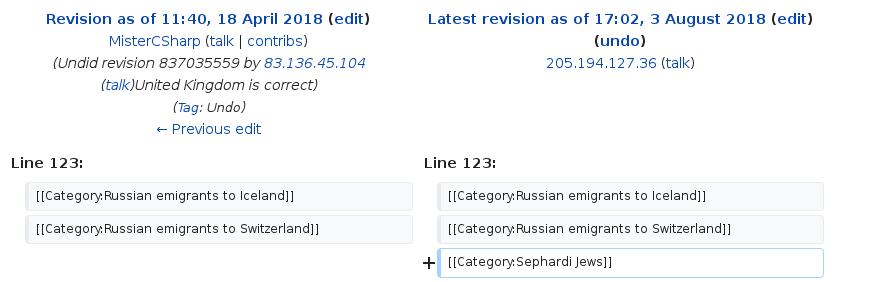 Revision as of 11:40, 18 April 2018 (edit)
MisterCSharp (talk | contribs)
(Undid revision 837035559 by 83.136.45.104
(talk)United Kingdom is correct)
(Tag: Undo)
← Previous edit
Latest revision as of 17:02, 3 August 2018 (edit)
(undo)
205.194.127.36 (talk)
Line 123:
Line 123:
[[Category:Russian emigrants to Iceland]]
[[Category:Russian emigrants to Iceland]]
[[Category:Russian emigrants to Switzerland]]
[[Category:Russian emigrants to Switzerland]]
+ [[Category:Sephardi Jews]]